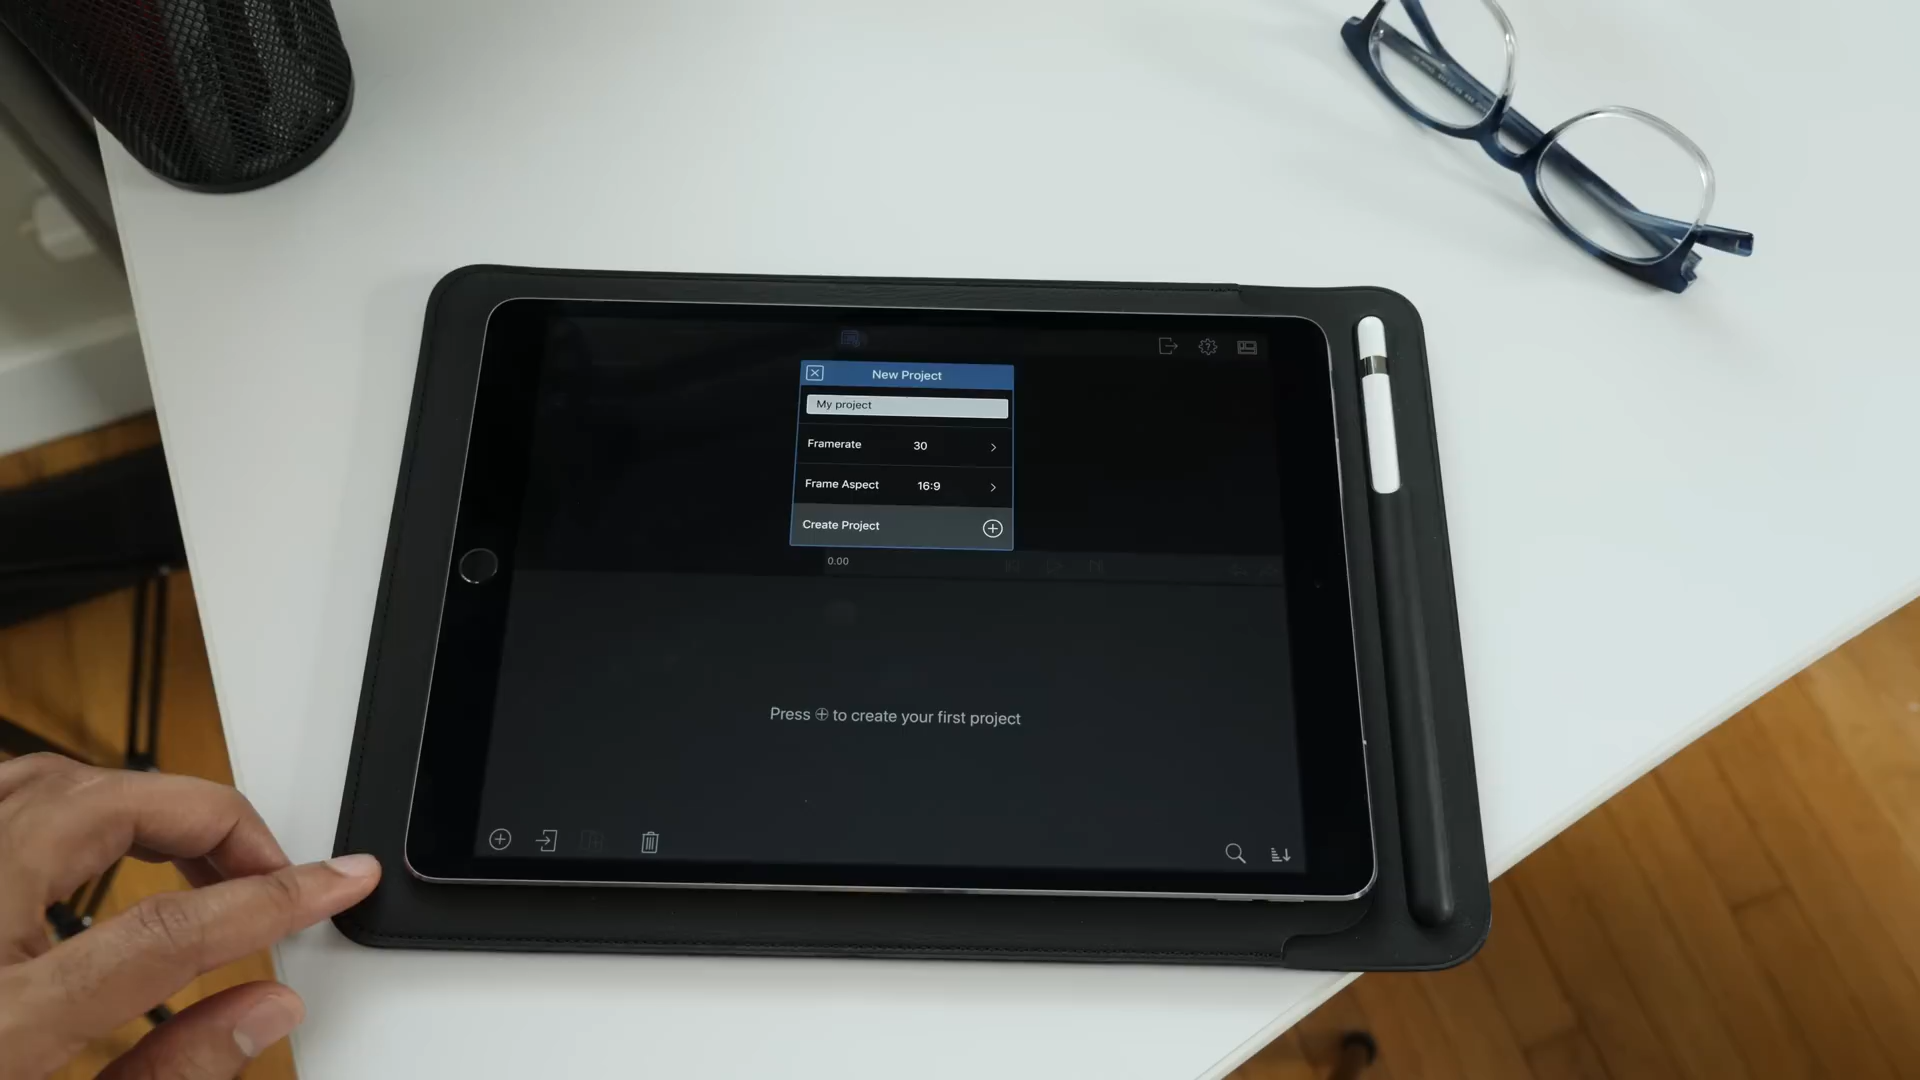 New Project
My project
Framerate 30
Frame Aspect 16:9
Create Project
0.00
Press ⊕ to create your first project